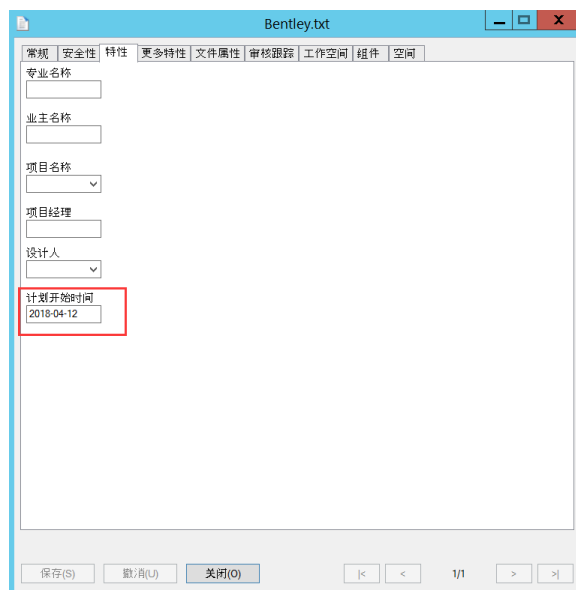 Bentley.txt
常规 安全性 特性 更多特性 文件属性 审核跟踪 工作空间 组件 空间
专业名称
业主名称
项目名称
项目经理
设计人
计划开始时间
2018-04-12
保存(S) 撤消(U) 关闭(O) |< < 1/1 > >|